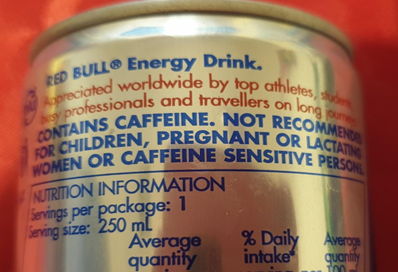 RED BULL® Energy Drink.
Appreciated worldwide by top athletes,
busy professionals and travellers on long
CONTAINS CAFFEINE. NOT RECOMMENDED
FOR CHILDREN, PREGNANT OR LACTATING
WOMEN OR CAFFEINE SENSITIVE PERSONS.
NUTRITION INFORMATION
Servings per package: 1
Serving size: 250 mL
Average % Daily Average
quantity intake* quantity